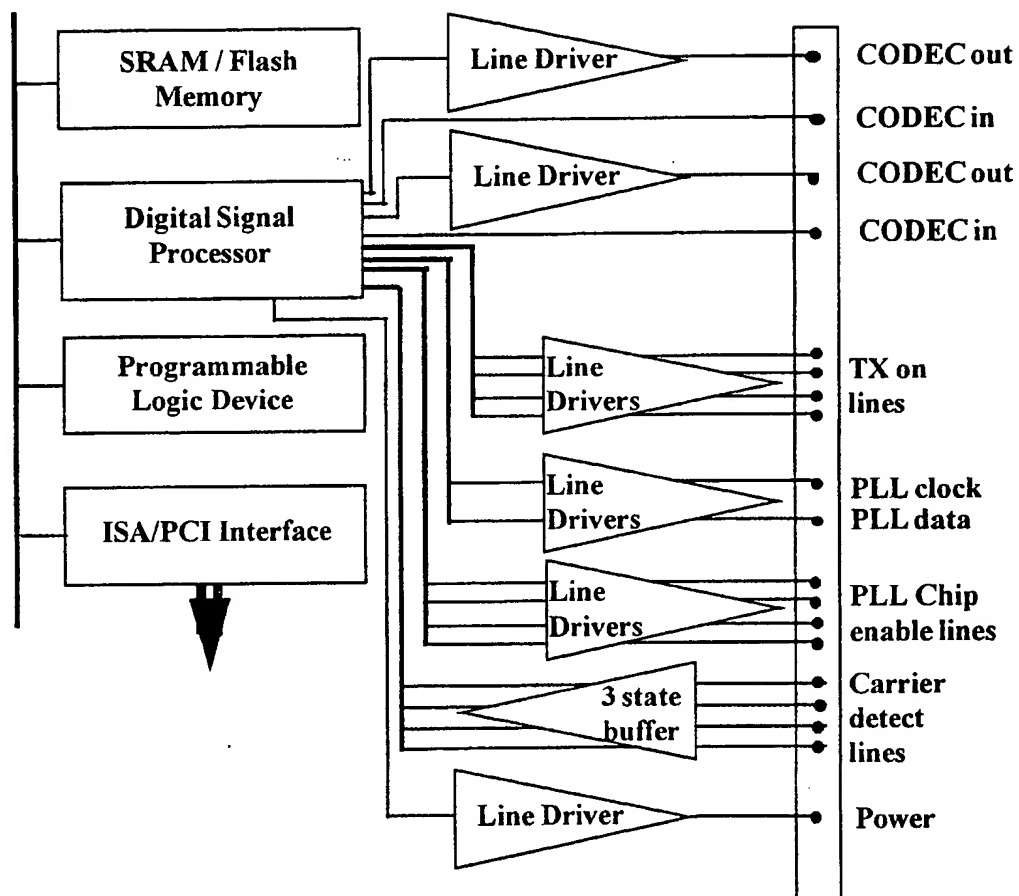 SRAM / Flash
Memory
Digital Signal
Processor
Programmable
Logic Device
ISA/PCI Interface
Line Driver
Line Driver
Line
Drivers
Line
Drivers
Line
Drivers
3 state
buffer
Line Driver
CODEC out
CODEC in
CODEC out
CODEC in
TX on
lines
PLL clock
PLL data
PLL Chip
enable lines
Carrier
detect
lines
Power